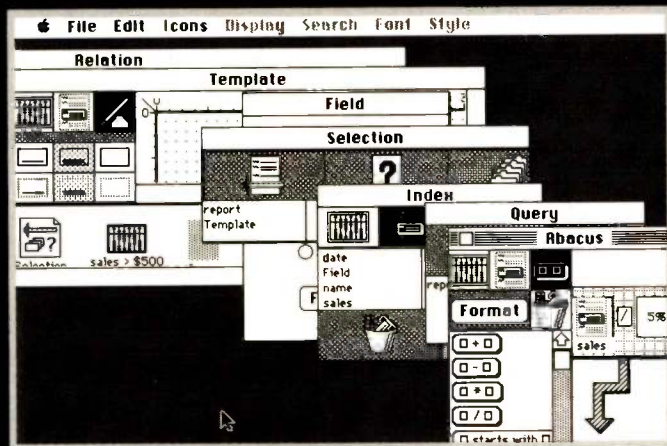 File Edit Icons Display Search Font Style
Relation
Template
Field
Selection
?
report
Template
Index
date
Field
name
sales
Query
Abacus
Format
sales
5%
+
-
*
/
starts with
?
Selection
sales > $500